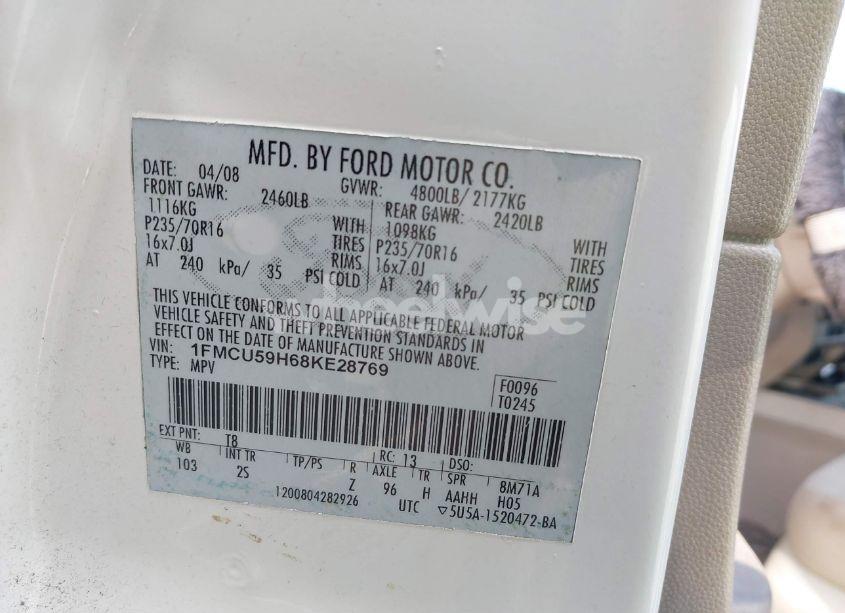 MFD. BY FORD MOTOR CO.
DATE: 04/08 GVWR: 4800LB/ 2177KG
FRONT GAWR: 2460LB REAR GAWR: 2420LB
1116KG WITH 1098KG WITH
P235/70R16 TIRES P235/70R16 TIRES
16x7.0J RIMS 16x7.0J RIMS
AT 240 kPa/ 35 PSI COLD AT 240 kPa/ 35 PSI COLD
THIS VEHICLE CONFORMS TO ALL APPLICABLE FEDERAL MOTOR
VEHICLE SAFETY AND THEFT PREVENTION STANDARDS IN
EFFECT ON THE DATE OF MANUFACTURE SHOWN ABOVE.
VIN: 1FMCU59H68KE28769
TYPE: MPV
F0096
T0245
EXT PNT: T8 RC: 13 DSO:
WB INT TR TP/PS R AXLE TR SPR 8M71A
103 2S Z 96 H AAHH H05
1200804282926 UTC ▽5U5A-1520472-BA
wheelwise